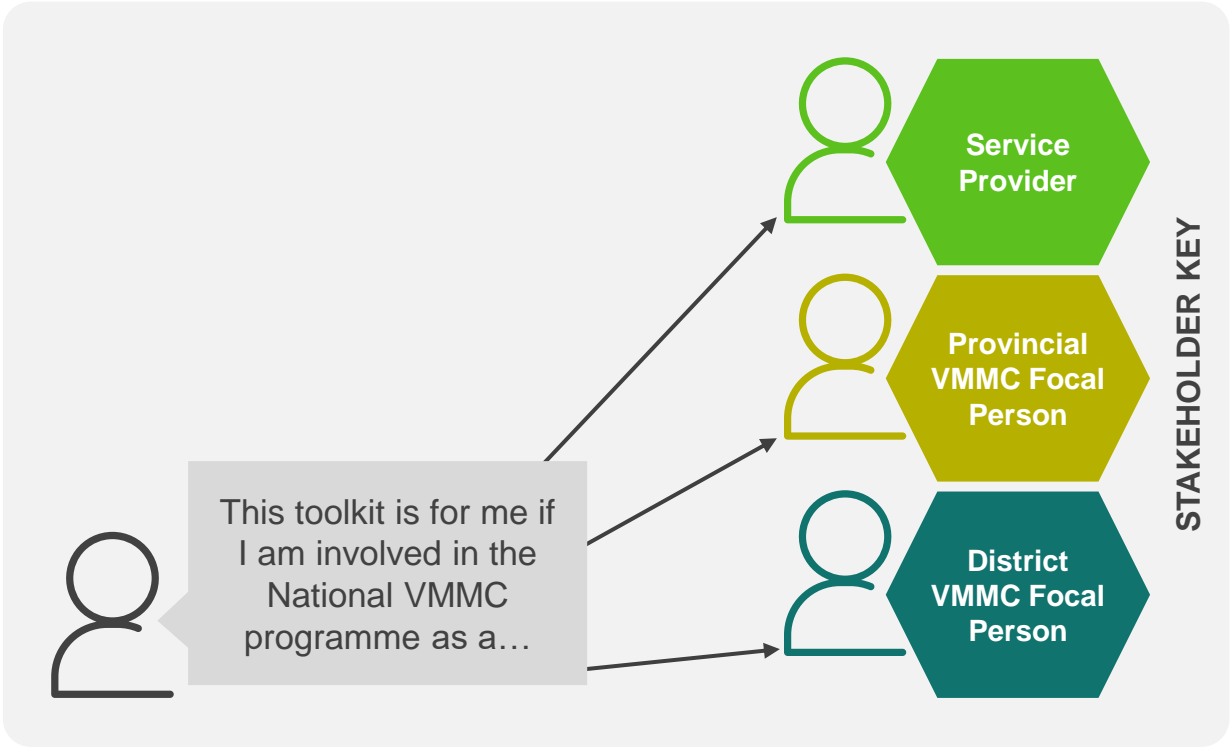 Service
Provider
Provincial
VMMC Focal
Person
District
VMMC Focal
Person
STAKEHOLDER KEY
This toolkit is for me if
I am involved in the
National VMMC
programme as a…